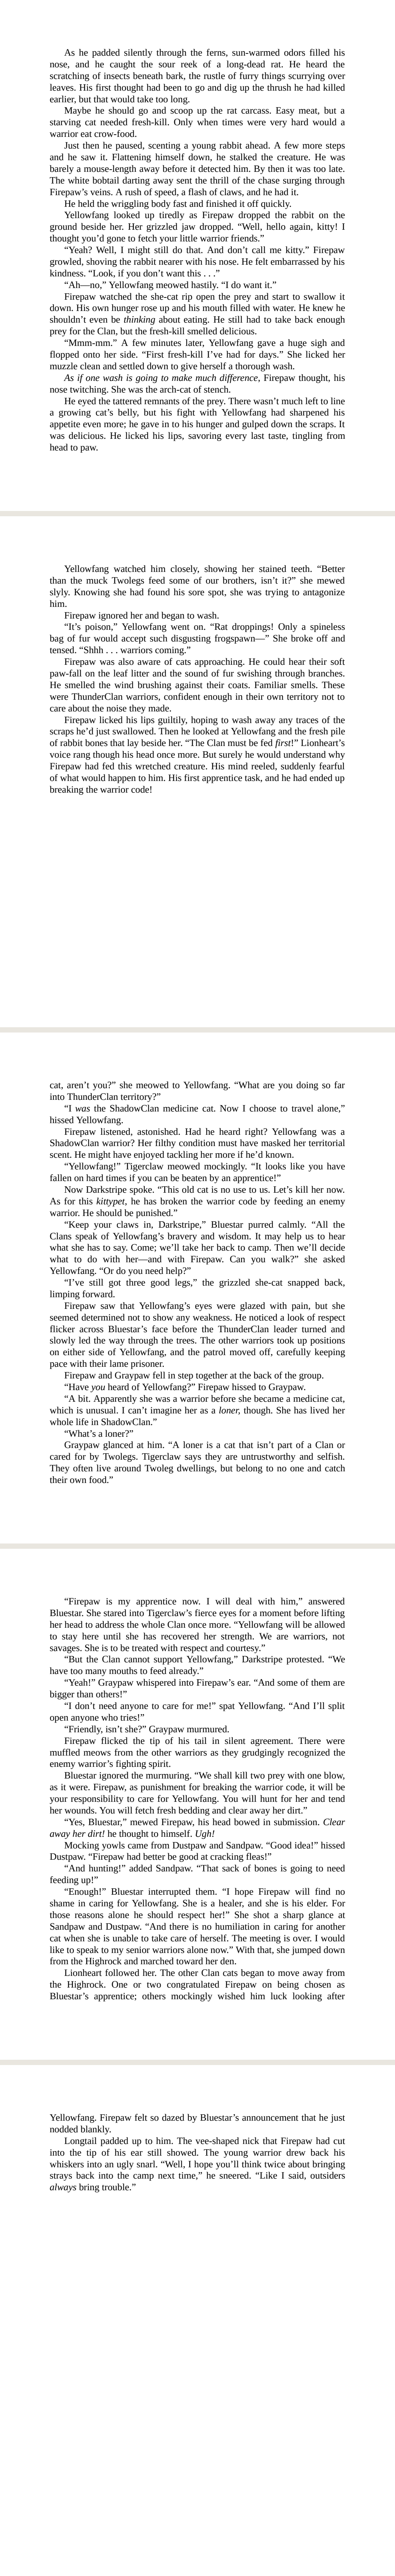 As he padded silently through the ferns, sun-warmed odors filled his
nose, and he caught the sour reek of a long-dead rat. He heard the
scratching of insects beneath bark, the rustle of furry things scurrying over
leaves. His first thought had been to go and dig up the thrush he had killed
earlier, but that would take too long.
Maybe he should go and scoop up the rat carcass. Easy meat, but a
starving cat needed fresh-kill. Only when times were very hard would a
warrior eat crow-food.
Just then he paused, scenting a young rabbit ahead. A few more steps
and he saw it. Flattening himself down, he stalked the creature. He was
barely a mouse-length away before it detected him. By then it was too late.
The white bobtail darting away sent the thrill of the chase surging through
Firepaw’s veins. A rush of speed, a flash of claws, and he had it.
He held the wriggling body fast and finished it off quickly.
Yellowfang looked up tiredly as Firepaw dropped the rabbit on the
ground beside her. Her grizzled jaw dropped. “Well, hello again, kitty! I
thought you’d gone to fetch your little warrior friends.”
“Yeah? Well, I might still do that. And don’t call me kitty.” Firepaw
growled, shoving the rabbit nearer with his nose. He felt embarrassed by his
kindness. “Look, if you don’t want this . . .”
“Ah—no,” Yellowfang meowed hastily. “I do want it.”
Firepaw watched the she-cat rip open the prey and start to swallow it
down. His own hunger rose up and his mouth filled with water. He knew he
shouldn’t even be thinking about eating. He still had to take back enough
prey for the Clan, but the fresh-kill smelled delicious.
“Mmm-mm.” A few minutes later, Yellowfang gave a huge sigh and
flopped onto her side. “First fresh-kill I’ve had for days.” She licked her
muzzle clean and settled down to give herself a thorough wash.
As if one wash is going to make much difference, Firepaw thought, his
nose twitching. She was the arch-cat of stench.
He eyed the tattered remnants of the prey. There wasn’t much left to line
a growing cat’s belly, but his fight with Yellowfang had sharpened his
appetite even more; he gave in to his hunger and gulped down the scraps. It
was delicious. He licked his lips, savoring every last taste, tingling from
head to paw.
Yellowfang watched him closely, showing her stained teeth. “Better
than the muck Twolegs feed some of our brothers, isn’t it?” she mewed
slyly. Knowing she had found his sore spot, she was trying to antagonize
him.
Firepaw ignored her and began to wash.
“It’s poison,” Yellowfang went on. “Rat droppings! Only a spineless
bag of fur would accept such disgusting frogspawn—” She broke off and
tensed. “Shhh . . . warriors coming.”
Firepaw was also aware of cats approaching. He could hear their soft
paw-fall on the leaf litter and the sound of fur swishing through branches.
He smelled the wind brushing against their coats. Familiar smells. These
were ThunderClan warriors, confident enough in their own territory not to
care about the noise they made.
Firepaw licked his lips guiltily, hoping to wash away any traces of the
scraps he’d just swallowed. Then he looked at Yellowfang and the fresh pile
of rabbit bones that lay beside her. “The Clan must be fed first!” Lionheart’s
voice rang though his head once more. But surely he would understand why
Firepaw had fed this wretched creature. His mind reeled, suddenly fearful
of what would happen to him. His first apprentice task, and he had ended up
breaking the warrior code!
cat, aren’t you?” she meowed to Yellowfang. “What are you doing so far
into ThunderClan territory?”
“I was the ShadowClan medicine cat. Now I choose to travel alone,”
hissed Yellowfang.
Firepaw listened, astonished. Had he heard right? Yellowfang was a
ShadowClan warrior? Her filthy condition must have masked her territorial
scent. He might have enjoyed tackling her more if he’d known.
“Yellowfang!” Tigerclaw meowed mockingly. “It looks like you have
fallen on hard times if you can be beaten by an apprentice!”
Now Darkstripe spoke. “This old cat is no use to us. Let’s kill her now.
As for this kittypet, he has broken the warrior code by feeding an enemy
warrior. He should be punished.”
“Keep your claws in, Darkstripe,” Bluestar purred calmly. “All the
Clans speak of Yellowfang’s bravery and wisdom. It may help us to hear
what she has to say. Come; we’ll take her back to camp. Then we’ll decide
what to do with her—and with Firepaw. Can you walk?” she asked
Yellowfang. “Or do you need help?”
“I’ve still got three good legs,” the grizzled she-cat snapped back,
limping forward.
Firepaw saw that Yellowfang’s eyes were glazed with pain, but she
seemed determined not to show any weakness. He noticed a look of respect
flicker across Bluestar’s face before the ThunderClan leader turned and
slowly led the way through the trees. The other warriors took up positions
on either side of Yellowfang, and the patrol moved off, carefully keeping
pace with their lame prisoner.
Firepaw and Graypaw fell in step together at the back of the group.
“Have you heard of Yellowfang?” Firepaw hissed to Graypaw.
“A bit. Apparently she was a warrior before she became a medicine cat,
which is unusual. I can’t imagine her as a loner, though. She has lived her
whole life in ShadowClan.”
“What’s a loner?”
Graypaw glanced at him. “A loner is a cat that isn’t part of a Clan or
cared for by Twolegs. Tigerclaw says they are untrustworthy and selfish.
They often live around Twoleg dwellings, but belong to no one and catch
their own food.”
“Firepaw is my apprentice now. I will deal with him,” answered
Bluestar. She stared into Tigerclaw’s fierce eyes for a moment before lifting
her head to address the whole Clan once more. “Yellowfang will be allowed
to stay here until she has recovered her strength. We are warriors, not
savages. She is to be treated with respect and courtesy.”
“But the Clan cannot support Yellowfang,” Darkstripe protested. “We
have too many mouths to feed already.”
“Yeah!” Graypaw whispered into Firepaw’s ear. “And some of them are
bigger than others!”
“I don’t need anyone to care for me!” spat Yellowfang. “And I’ll split
open anyone who tries!”
“Friendly, isn’t she?” Graypaw murmured.
Firepaw flicked the tip of his tail in silent agreement. There were
muffled meows from the other warriors as they grudgingly recognized the
enemy warrior’s fighting spirit.
Bluestar ignored the murmuring. “We shall kill two prey with one blow,
as it were. Firepaw, as punishment for breaking the warrior code, it will be
your responsibility to care for Yellowfang. You will hunt for her and tend
her wounds. You will fetch fresh bedding and clear away her dirt.”
“Yes, Bluestar,” mewed Firepaw, his head bowed in submission. Clear
away her dirt! he thought to himself. Ugh!
Mocking yowls came from Dustpaw and Sandpaw. “Good idea!” hissed
Dustpaw. “Firepaw had better be good at cracking fleas!”
“And hunting!” added Sandpaw. “That sack of bones is going to need
feeding up!”
“Enough!” Bluestar interrupted them. “I hope Firepaw will find no
shame in caring for Yellowfang. She is a healer, and she is his elder. For
those reasons alone he should respect her!” She shot a sharp glance at
Sandpaw and Dustpaw. “And there is no humiliation in caring for another
cat when she is unable to take care of herself. The meeting is over. I would
like to speak to my senior warriors alone now.” With that, she jumped down
from the Highrock and marched toward her den.
Lionheart followed her. The other Clan cats began to move away from
the Highrock. One or two congratulated Firepaw on being chosen as
Bluestar’s apprentice; others mockingly wished him luck looking after
Yellowfang. Firepaw felt so dazed by Bluestar’s announcement that he just
nodded blankly.
Longtail padded up to him. The vee-shaped nick that Firepaw had cut
into the tip of his ear still showed. The young warrior drew back his
whiskers into an ugly snarl. “Well, I hope you’ll think twice about bringing
strays back into the camp next time,” he sneered. “Like I said, outsiders
always bring trouble.”